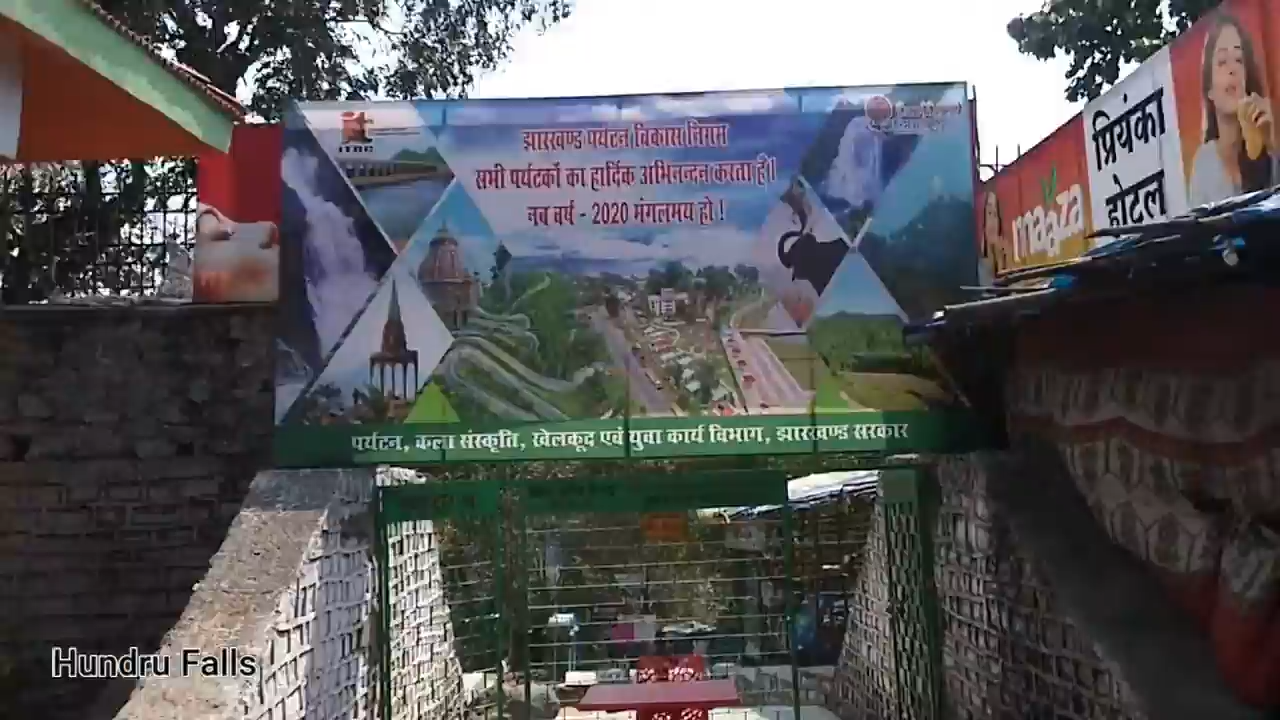 JTDC
झारखण्ड पर्यटन विकास निगम
सभी पर्यटकों का हार्दिक अभिनन्दन करता है।
नव वर्ष - 2020 मंगलमय हो !
पर्यटन, कला संस्कृति, खेलकूद एवं युवा कार्य विभाग, झारखण्ड सरकार
maaza
प्रियंका
होटल
Hundru Falls